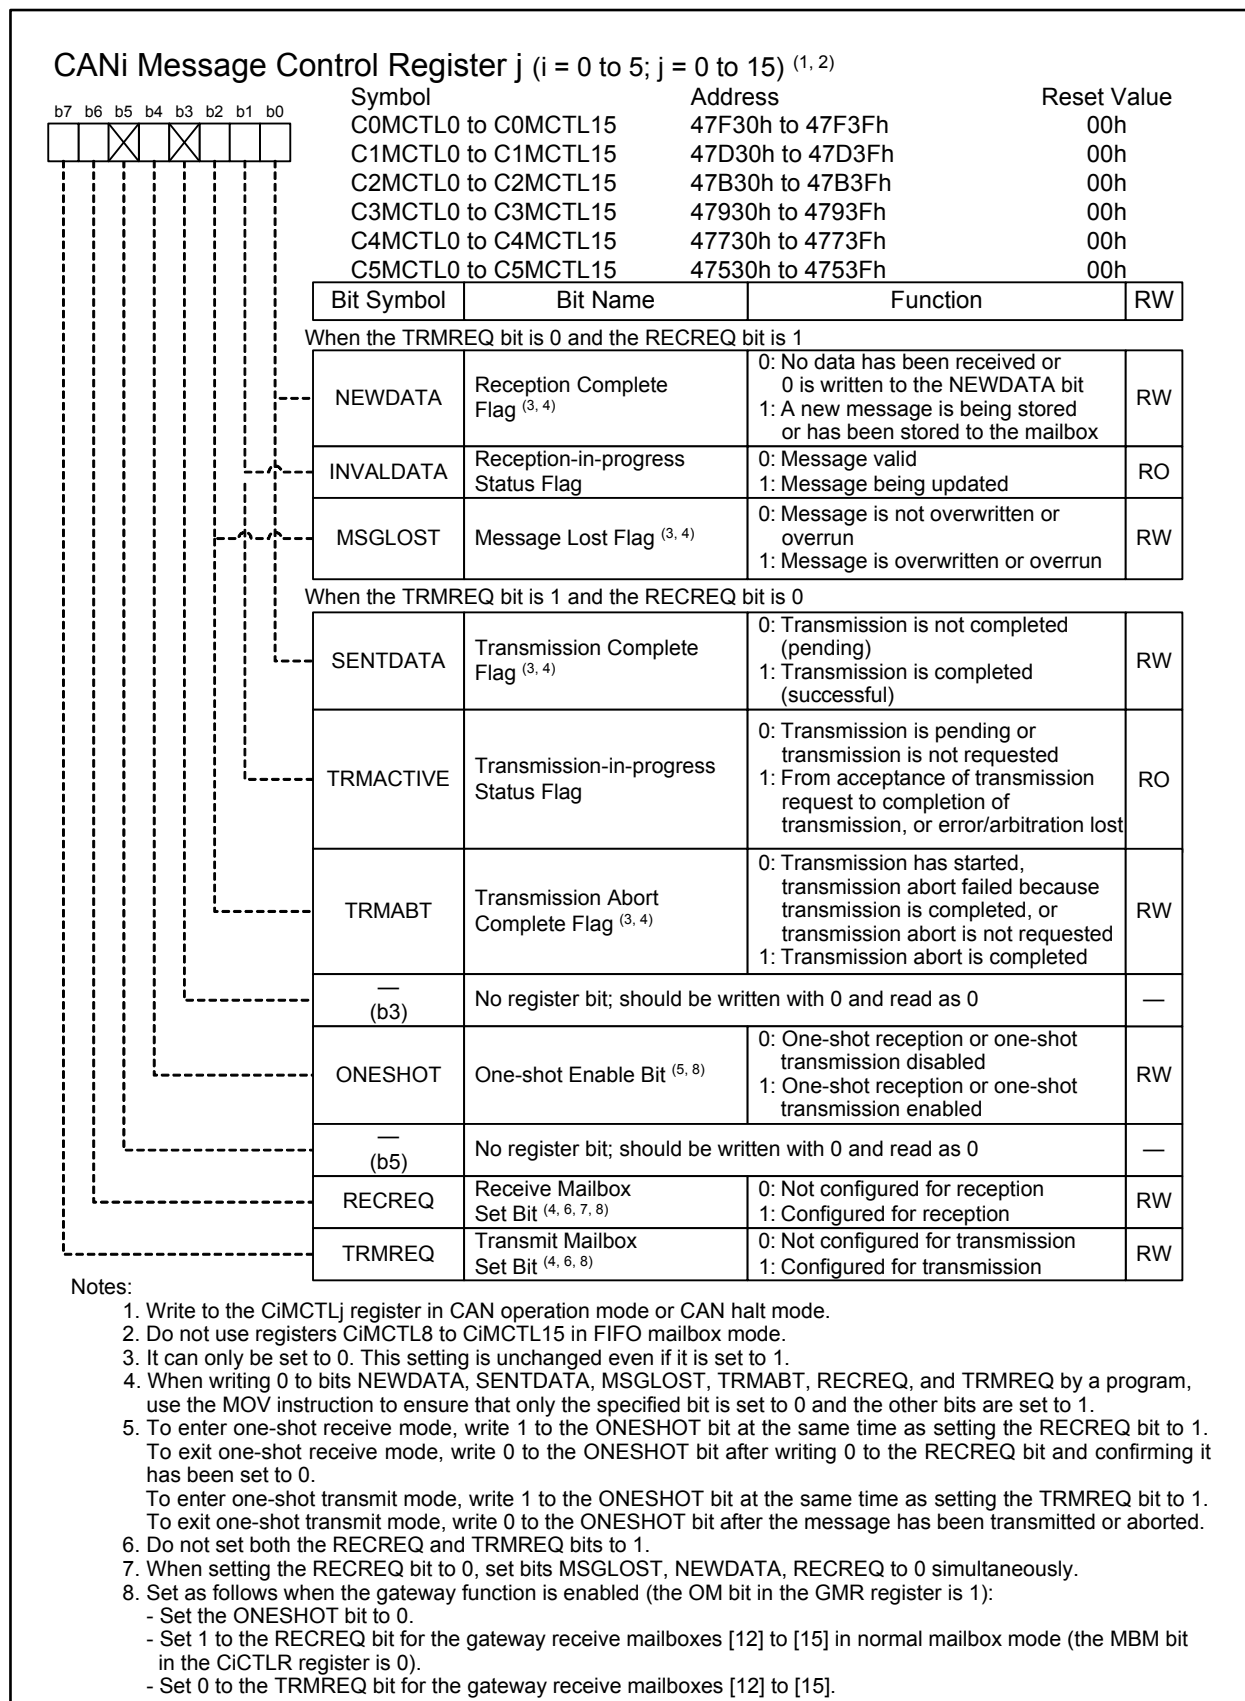 CANi Message Control Register j (i = 0 to 5; j = 0 to 15) (1, 2)
b7 b6 b5 b4 b3 b2 b1 b0
Symbol Address Reset Value
C0MCTL0 to C0MCTL15 47F30h to 47F3Fh 00h
C1MCTL0 to C1MCTL15 47D30h to 47D3Fh 00h
C2MCTL0 to C2MCTL15 47B30h to 47B3Fh 00h
C3MCTL0 to C3MCTL15 47930h to 4793Fh 00h
C4MCTL0 to C4MCTL15 47730h to 4773Fh 00h
C5MCTL0 to C5MCTL15 47530h to 4753Fh 00h
Bit Symbol Bit Name Function RW
When the TRMREQ bit is 0 and the RECREQ bit is 1
NEWDATA
Reception Complete
Flag (3, 4)
0: No data has been received or
0 is written to the NEWDATA bit
1: A new message is being stored
or has been stored to the mailbox
RW
INVALDATA
Reception-in-progress
Status Flag
0: Message valid
1: Message being updated
RO
MSGLOST
Message Lost Flag (3, 4)
0: Message is not overwritten or
overrun
1: Message is overwritten or overrun
RW
When the TRMREQ bit is 1 and the RECREQ bit is 0
SENTDATA
Transmission Complete
Flag (3, 4)
0: Transmission is not completed
(pending)
1: Transmission is completed
(successful)
RW
TRMACTIVE
Transmission-in-progress
Status Flag
0: Transmission is pending or
transmission is not requested
1: From acceptance of transmission
request to completion of
transmission, or error/arbitration lost
RO
TRMABT
Transmission Abort
Complete Flag (3, 4)
0: Transmission has started,
transmission abort failed because
transmission is completed, or
transmission abort is not requested
1: Transmission abort is completed
RW
—
(b3)
No register bit; should be written with 0 and read as 0
—
ONESHOT
One-shot Enable Bit (5, 8)
0: One-shot reception or one-shot
transmission disabled
1: One-shot reception or one-shot
transmission enabled
RW
—
(b5)
No register bit; should be written with 0 and read as 0
—
RECREQ
Receive Mailbox
Set Bit (4, 6, 7, 8)
0: Not configured for reception
1: Configured for reception
RW
TRMREQ
Transmit Mailbox
Set Bit (4, 6, 8)
0: Not configured for transmission
1: Configured for transmission
RW
Notes:
1. Write to the CiMCTLj register in CAN operation mode or CAN halt mode.
2. Do not use registers CiMCTL8 to CiMCTL15 in FIFO mailbox mode.
3. It can only be set to 0. This setting is unchanged even if it is set to 1.
4. When writing 0 to bits NEWDATA, SENTDATA, MSGLOST, TRMABT, RECREQ, and TRMREQ by a program,
use the MOV instruction to ensure that only the specified bit is set to 0 and the other bits are set to 1.
5. To enter one-shot receive mode, write 1 to the ONESHOT bit at the same time as setting the RECREQ bit to 1.
To exit one-shot receive mode, write 0 to the ONESHOT bit after writing 0 to the RECREQ bit and confirming it
has been set to 0.
To enter one-shot transmit mode, write 1 to the ONESHOT bit at the same time as setting the TRMREQ bit to 1.
To exit one-shot transmit mode, write 0 to the ONESHOT bit after the message has been transmitted or aborted.
6. Do not set both the RECREQ and TRMREQ bits to 1.
7. When setting the RECREQ bit to 0, set bits MSGLOST, NEWDATA, RECREQ to 0 simultaneously.
8. Set as follows when the gateway function is enabled (the OM bit in the GMR register is 1):
- Set the ONESHOT bit to 0.
- Set 1 to the RECREQ bit for the gateway receive mailboxes [12] to [15] in normal mailbox mode (the MBM bit
in the CiCTLR register is 0).
- Set 0 to the TRMREQ bit for the gateway receive mailboxes [12] to [15].